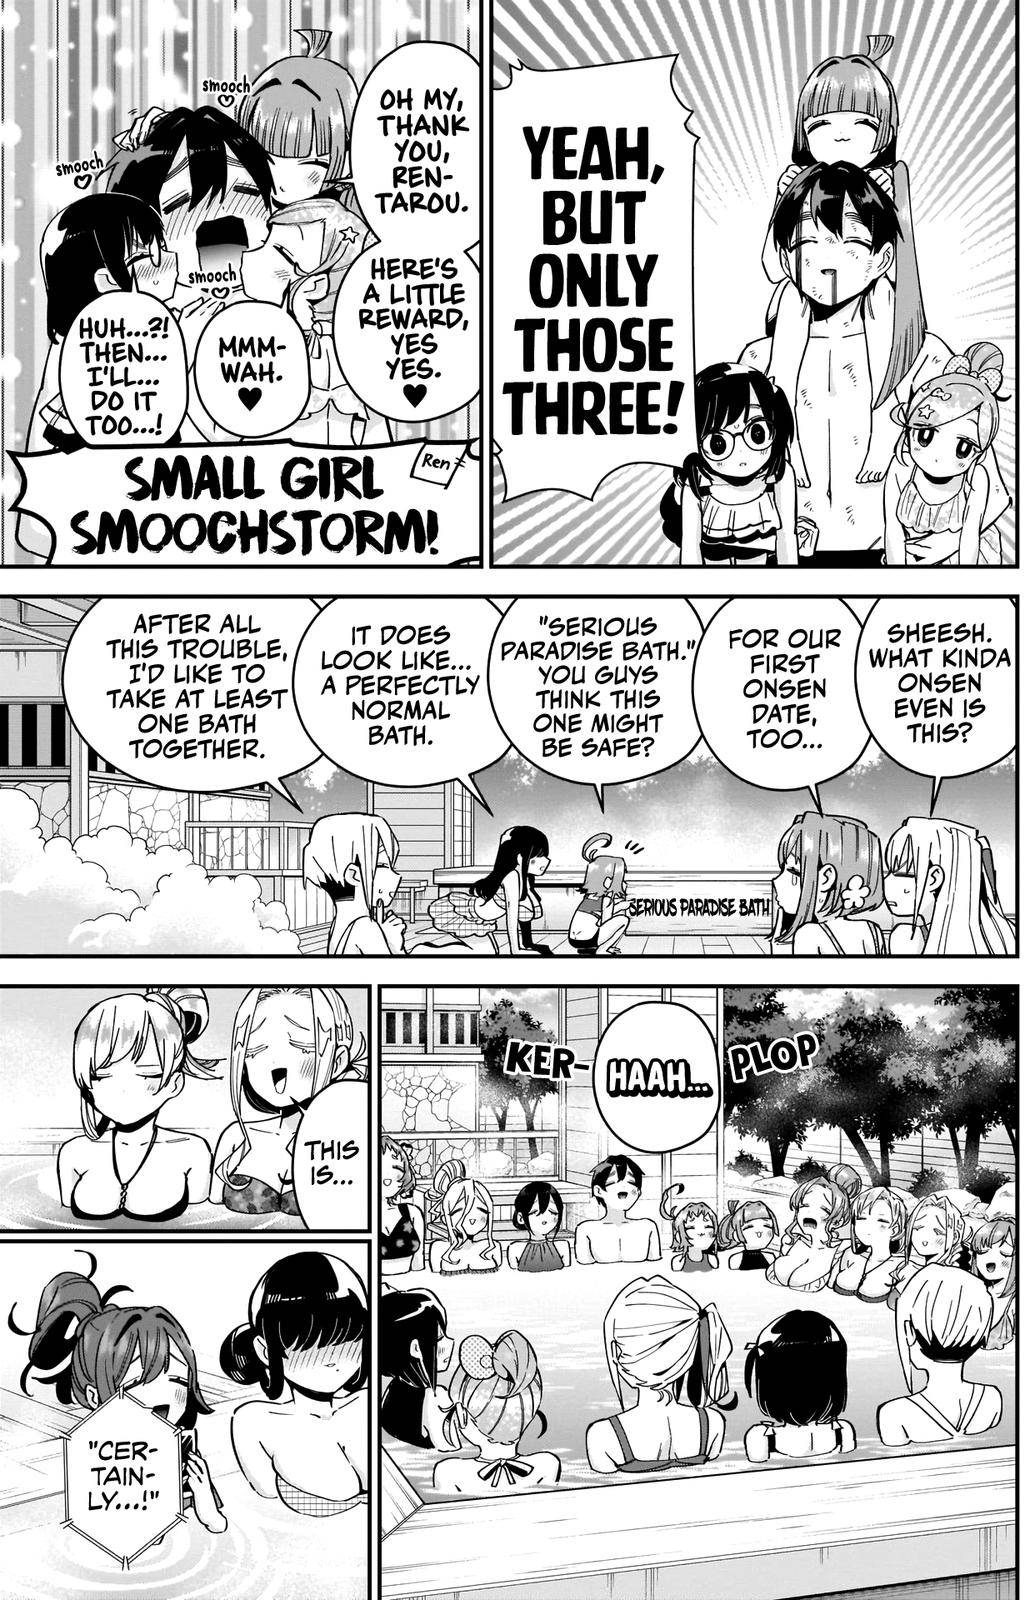 YEAH,
BUT
ONLY
THOSE
THREE!
OH MY,
THANK
YOU,
REN-
TAROU.
HERE'S
A LITTLE
REWARD,
YES
YES.
smooch
smooch
smooch
MMM-
WAH.
HUH...?!
THEN...
I'LL...
DO IT
TOO...!
Ren
SMALL GIRL
SMOOCHSTORM!
SHEESH.
WHAT KINDA
ONSEN
EVEN IS
THIS?
FOR OUR
FIRST
ONSEN
DATE,
TOO...
"SERIOUS
PARADISE BATH."
YOU GUYS
THINK THIS
ONE MIGHT
BE SAFE?
SERIOUS PARADISE BATH
IT DOES
LOOK LIKE...
A PERFECTLY
NORMAL
BATH.
AFTER ALL
THIS TROUBLE,
I'D LIKE TO
TAKE AT LEAST
ONE BATH
TOGETHER.
KER-
PLOP
HAAH...
THIS
IS...
"CER-
TAIN-
LY...!"